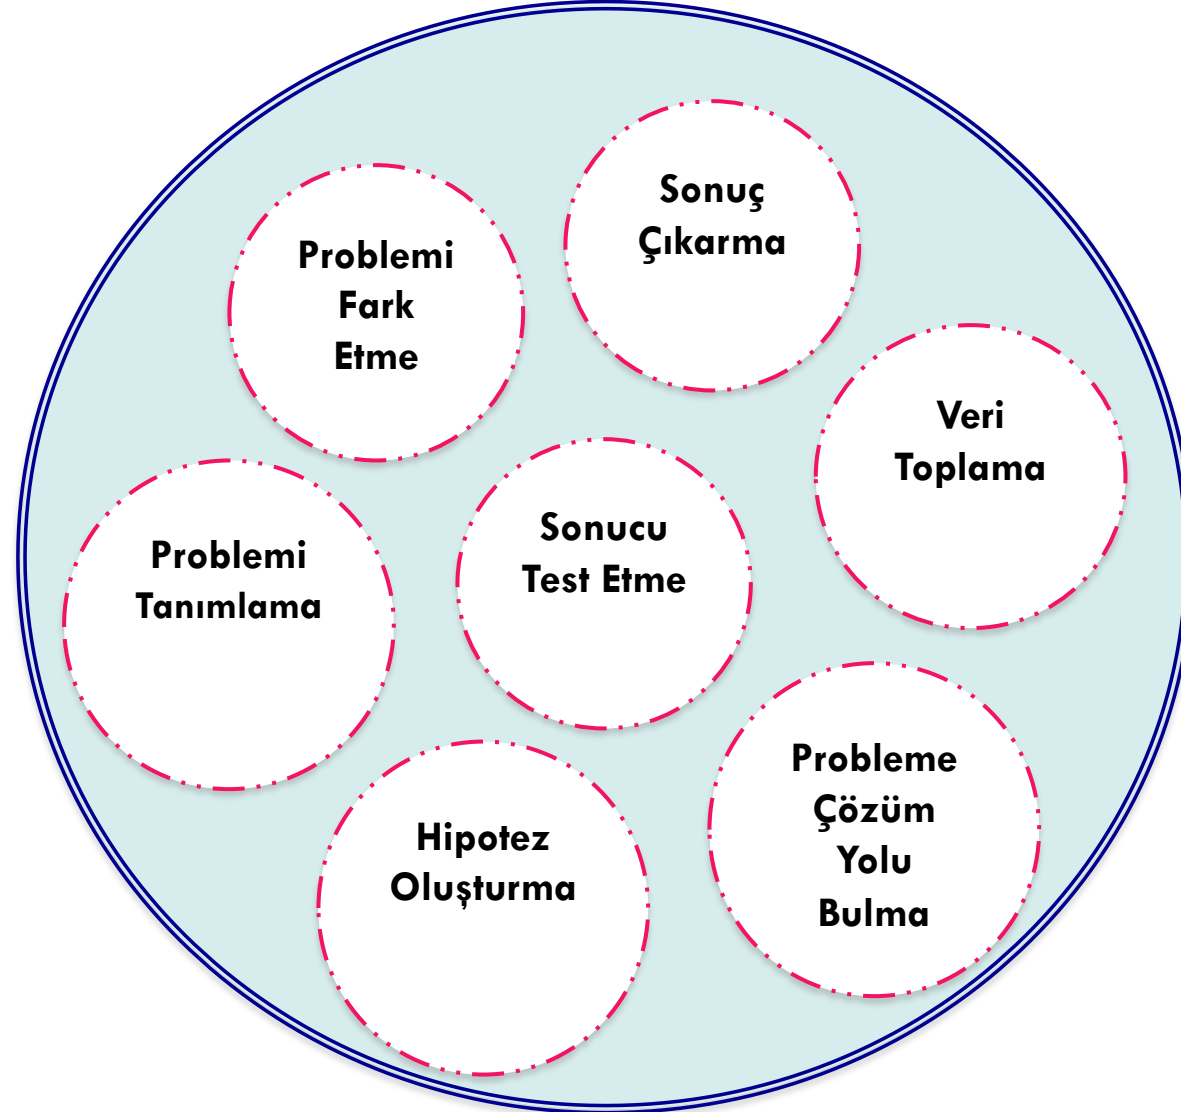 Sonuç
Çıkarma
Problemi
Fark
Etme
Veri
Toplama
Sonucu
Test Etme
Problemi
Tanımlama
Probleme
Çözüm
Yolu
Bulma
Hipotez
Oluşturma